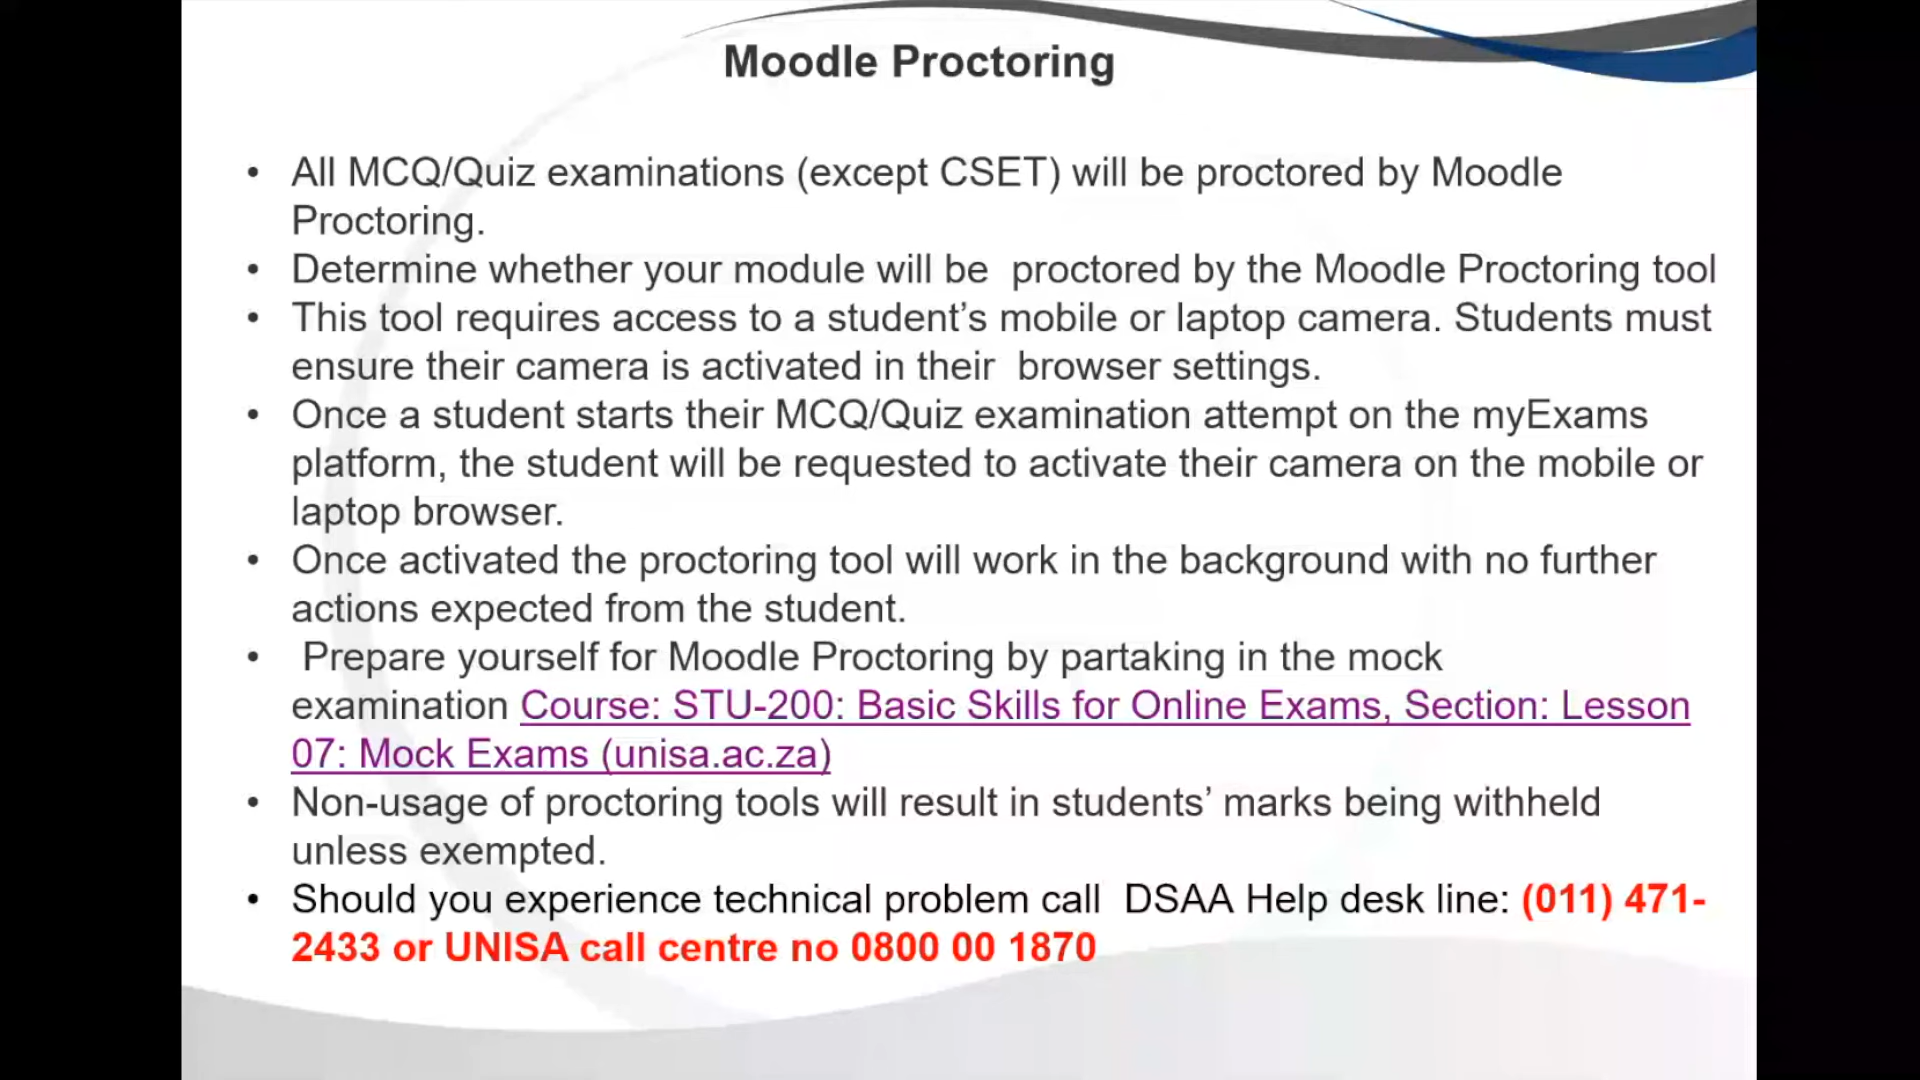 Moodle Proctoring
• All MCQ/Quiz examinations (except CSET) will be proctored by Moodle
Proctoring.
• Determine whether your module will be  proctored by the Moodle Proctoring tool
• This tool requires access to a student’s mobile or laptop camera. Students must
ensure their camera is activated in their  browser settings.
• Once a student starts their MCQ/Quiz examination attempt on the myExams
platform, the student will be requested to activate their camera on the mobile or
laptop browser.
• Once activated the proctoring tool will work in the background with no further
actions expected from the student.
• Prepare yourself for Moodle Proctoring by partaking in the mock
examination Course: STU-200: Basic Skills for Online Exams, Section: Lesson
07: Mock Exams (unisa.ac.za)
• Non-usage of proctoring tools will result in students’ marks being withheld
unless exempted.
• Should you experience technical problem call  DSAA Help desk line: (011) 471-
2433 or UNISA call centre no 0800 00 1870